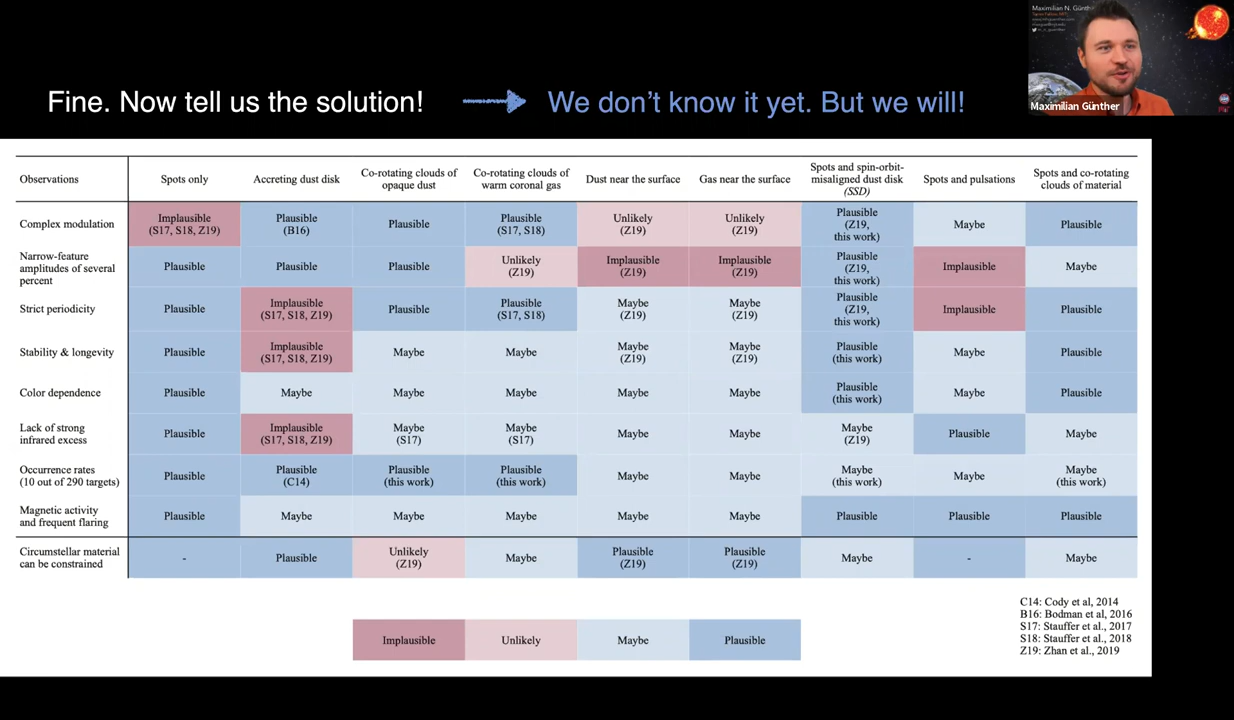 Maximilian N. Günther
Maximilian Günther
Fine. Now tell us the solution!
We don't know it yet. But we will!
Observations
Spots only
Accreting dust disk
Co-rotating clouds of
opaque dust
Co-rotating clouds of
warm coronal gas
Dust near the surface
Gas near the surface
Spots and spin-orbit-
misaligned dust disk
(SSD)
Spots and pulsations
Spots and co-rotating
clouds of material
Complex modulation
Implausible
(S17, S18, Z19)
Plausible
(B16)
Plausible
Plausible
(S17, S18)
Unlikely
(Z19)
Unlikely
(Z19)
Plausible
(Z19,
this work)
Maybe
Plausible
Narrow-feature
amplitudes of several
percent
Plausible
Plausible
Plausible
Unlikely
(Z19)
Implausible
(Z19)
Implausible
(Z19)
Plausible
(Z19,
this work)
Implausible
Maybe
Strict periodicity
Plausible
Implausible
(S17, S18, Z19)
Plausible
Plausible
(S17, S18)
Maybe
(Z19)
Maybe
(Z19)
Plausible
(Z19,
this work)
Implausible
Plausible
Stability & longevity
Plausible
Implausible
(S17, S18, Z19)
Maybe
Maybe
Maybe
(Z19)
Maybe
(Z19)
Plausible
(this work)
Maybe
Plausible
Color dependence
Plausible
Maybe
Maybe
Maybe
Maybe
Maybe
Plausible
(this work)
Maybe
Plausible
Lack of strong
infrared excess
Plausible
Implausible
(S17, S18, Z19)
Maybe
(S17)
Maybe
(S17)
Maybe
Maybe
Maybe
(Z19)
Plausible
Maybe
Occurrence rates
(10 out of 290 targets)
Plausible
Plausible
(C14)
Plausible
(this work)
Plausible
(this work)
Maybe
Maybe
Maybe
(this work)
Maybe
Maybe
(this work)
Magnetic activity
and frequent flaring
Plausible
Maybe
Maybe
Maybe
Maybe
Maybe
Plausible
Plausible
Plausible
Circumstellar material
can be constrained
-
Plausible
Unlikely
(Z19)
Maybe
Plausible
(Z19)
Plausible
(Z19)
Maybe
-
Maybe
C14: Cody et al, 2014
B16: Bodman et al, 2016
S17: Stauffer et al., 2017
S18: Stauffer et al., 2018
Z19: Zhan et al., 2019
Implausible
Unlikely
Maybe
Plausible